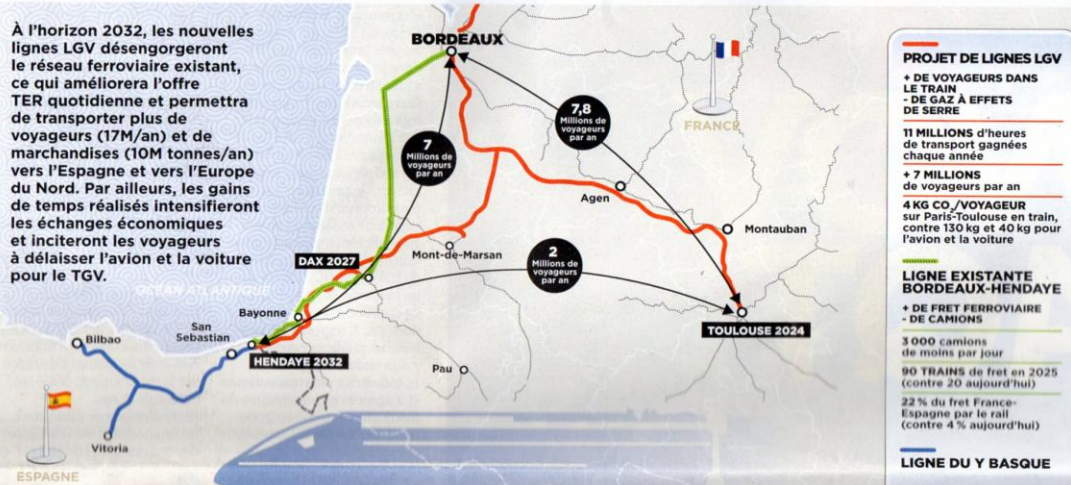 À l'horizon 2032, les nouvelles
lignes LGV désengorgeront
le réseau ferroviaire existant,
ce qui améliorera l'offre
TER quotidienne et permettra
de transporter plus de
voyageurs (17M/an) et de
marchandises (10M tonnes/an)
vers l'Espagne et vers l'Europe
du Nord. Par ailleurs, les gains
de temps réalisés intensifieront
les échanges économiques
et inciteront les voyageurs
à délaisser l'avion et la voiture
pour le TGV.
BORDEAUX
FRANCE
7
Millions de
voyageurs
par an
7,8
Millions de
voyageurs
par an
Agen
Montauban
Mont-de-Marsan
2
Millions de
voyageurs
par an
DAX 2027
OCÉAN ATLANTIQUE
Bayonne
TOULOUSE 2024
San
Sebastian
Bilbao
HENDAYE 2032
Pau
Vitoria
ESPAGNE
PROJET DE LIGNES LGV
+ DE VOYAGEURS DANS
LE TRAIN
- DE GAZ À EFFETS
DE SERRE
11 MILLIONS d'heures
de transport gagnées
chaque année
+ 7 MILLIONS
de voyageurs par an
4 KG CO₂/VOYAGEUR
sur Paris-Toulouse en train,
contre 130 kg et 40 kg pour
l'avion et la voiture
LIGNE EXISTANTE
BORDEAUX-HENDAYE
+ DE FRET FERROVIAIRE
- DE CAMIONS
3 000 camions
de moins par jour
90 TRAINS de fret en 2025
(contre 20 aujourd'hui)
22 % du fret France-
Espagne par le rail
(contre 4 % aujourd'hui)
LIGNE DU Y BASQUE